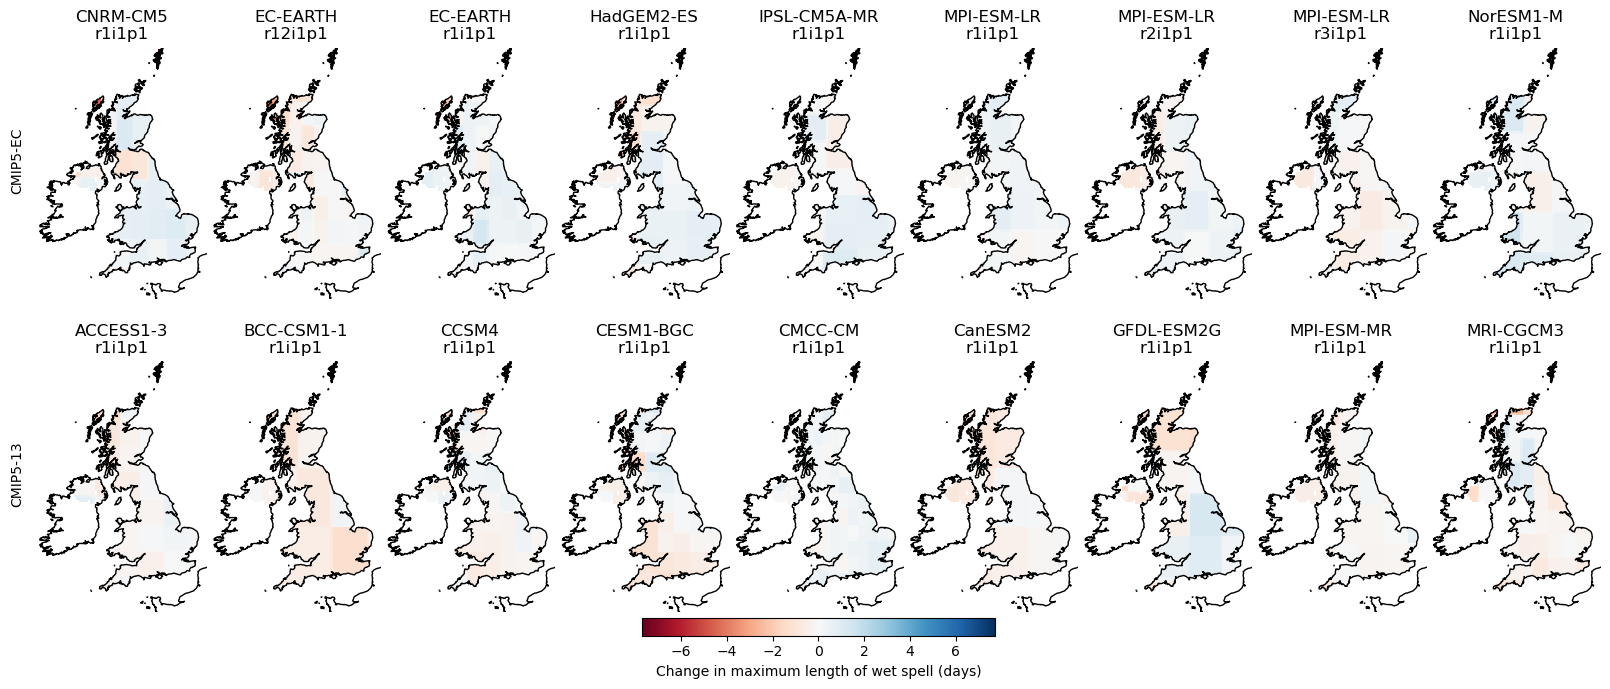 CNRM-CM5 EC-EARTH EC-EARTH HadGEM2-ES IPSL-CM5A-MR MPI-ESM-LR MPI-ESM-LR MPI-ESM-LR NorESM1-M
r1i1p1 r12i1p1 r1i1p1 r1i1p1 r1i1p1 r1i1p1 r2i1p1 r3i1p1 r1i1p1
CMIP5-EC
ACCESS1-3 BCC-CSM1-1 CCSM4 CESM1-BGC CMCC-CM CanESM2 GFDL-ESM2G MPI-ESM-MR MRI-CGCM3
r1i1p1 r1i1p1 r1i1p1 r1i1p1 r1i1p1 r1i1p1 r1i1p1 r1i1p1 r1i1p1
CMIP5-13
−6 −4 −2 0 2 4 6
Change in maximum length of wet spell (days)